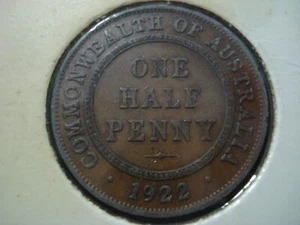 COMMONWEALTH OF AUSTRALIA
ONE
HALF
PENNY
· 1922 ·